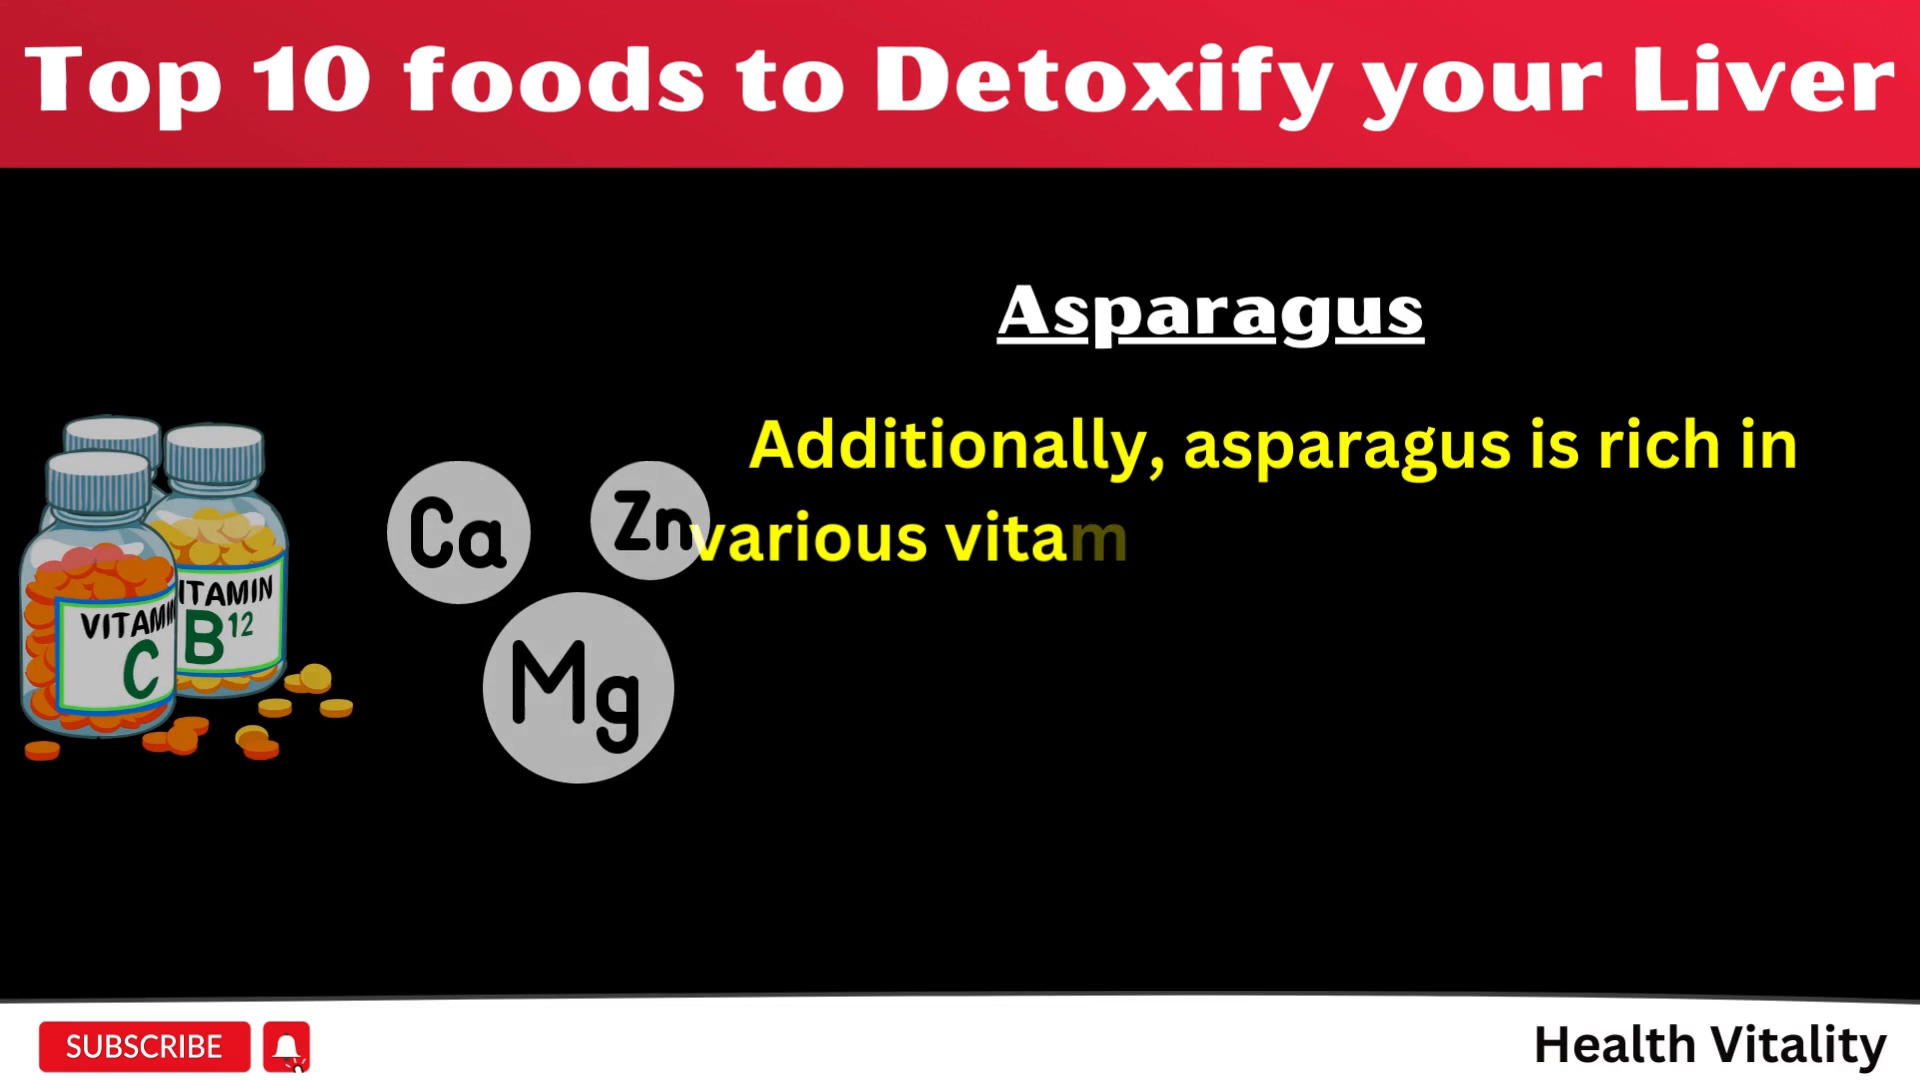 Top 10 foods to Detoxify your Liver
Asparagus
Additionally, asparagus is rich in
various vitam
Ca
Zn
Mg
VITAMIN
C
ITAMIN
B12
SUBSCRIBE
Health Vitality